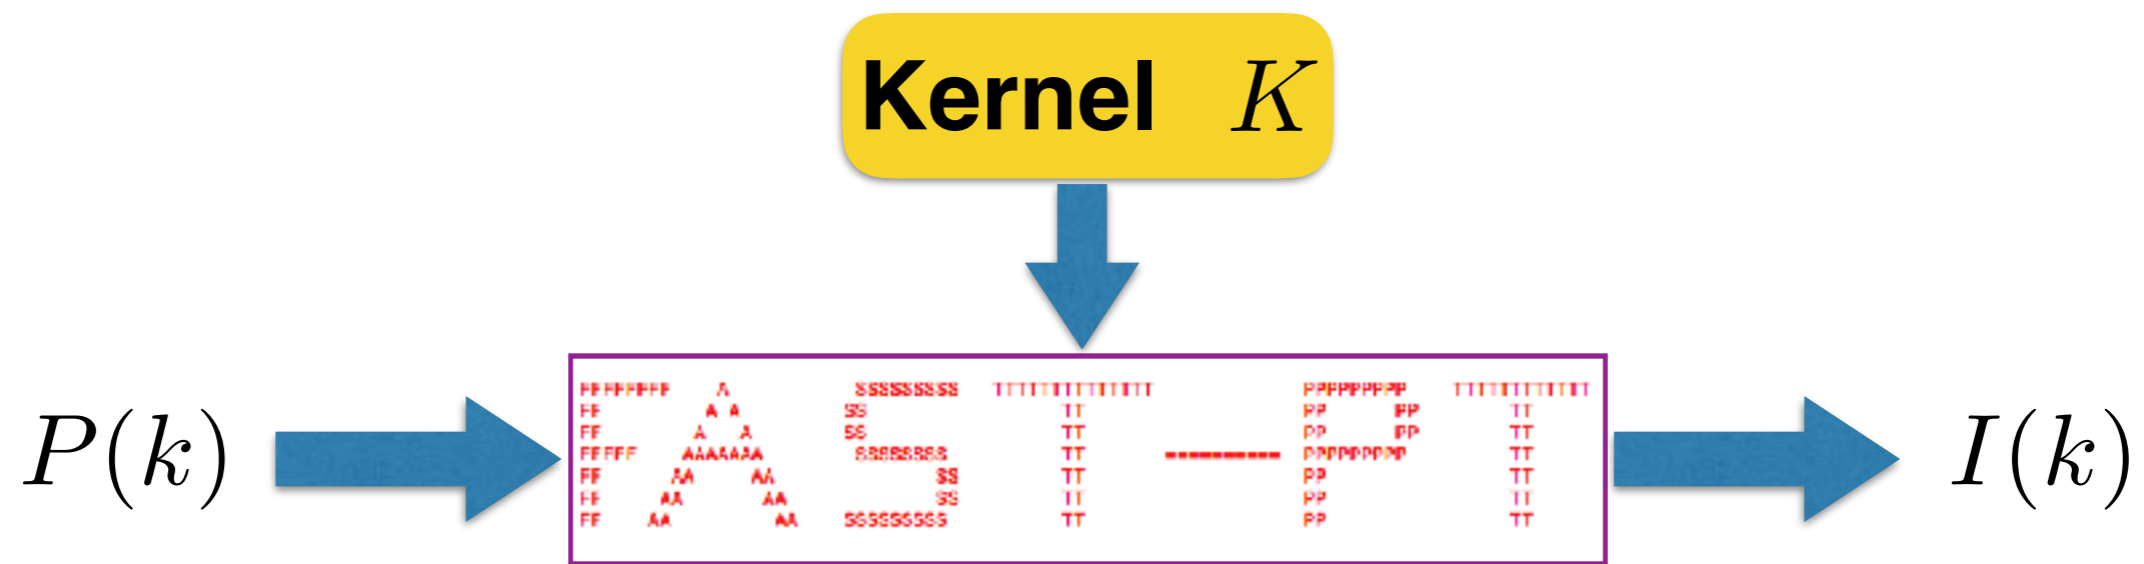 Kernel K
P(k)
FAST-PT
I(k)